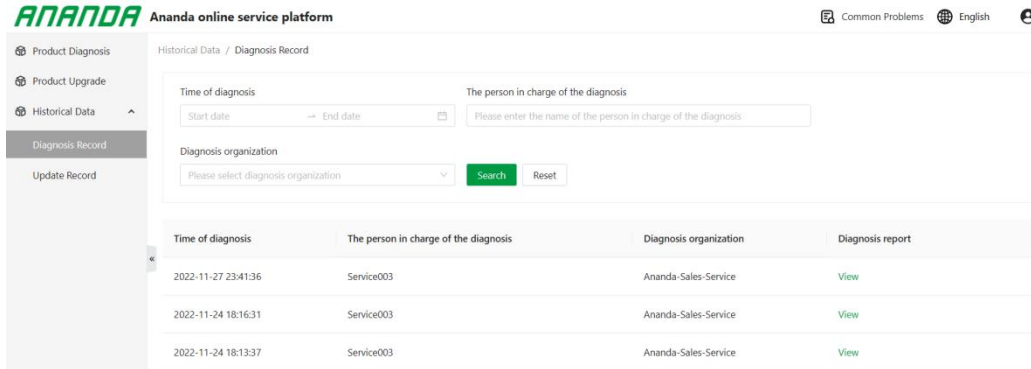 ANANDA Ananda online service platform Common Problems English
Product Diagnosis
Product Upgrade
Historical Data
Diagnosis Record
Update Record
Historical Data / Diagnosis Record
Time of diagnosis The person in charge of the diagnosis
Start date → End date Please enter the name of the person in charge of the diagnosis
Diagnosis organization
Please select diagnosis organization Search Reset
Time of diagnosis The person in charge of the diagnosis Diagnosis organization Diagnosis report
2022-11-27 23:41:36 Service003 Ananda-Sales-Service View
2022-11-24 18:16:31 Service003 Ananda-Sales-Service View
2022-11-24 18:13:37 Service003 Ananda-Sales-Service View